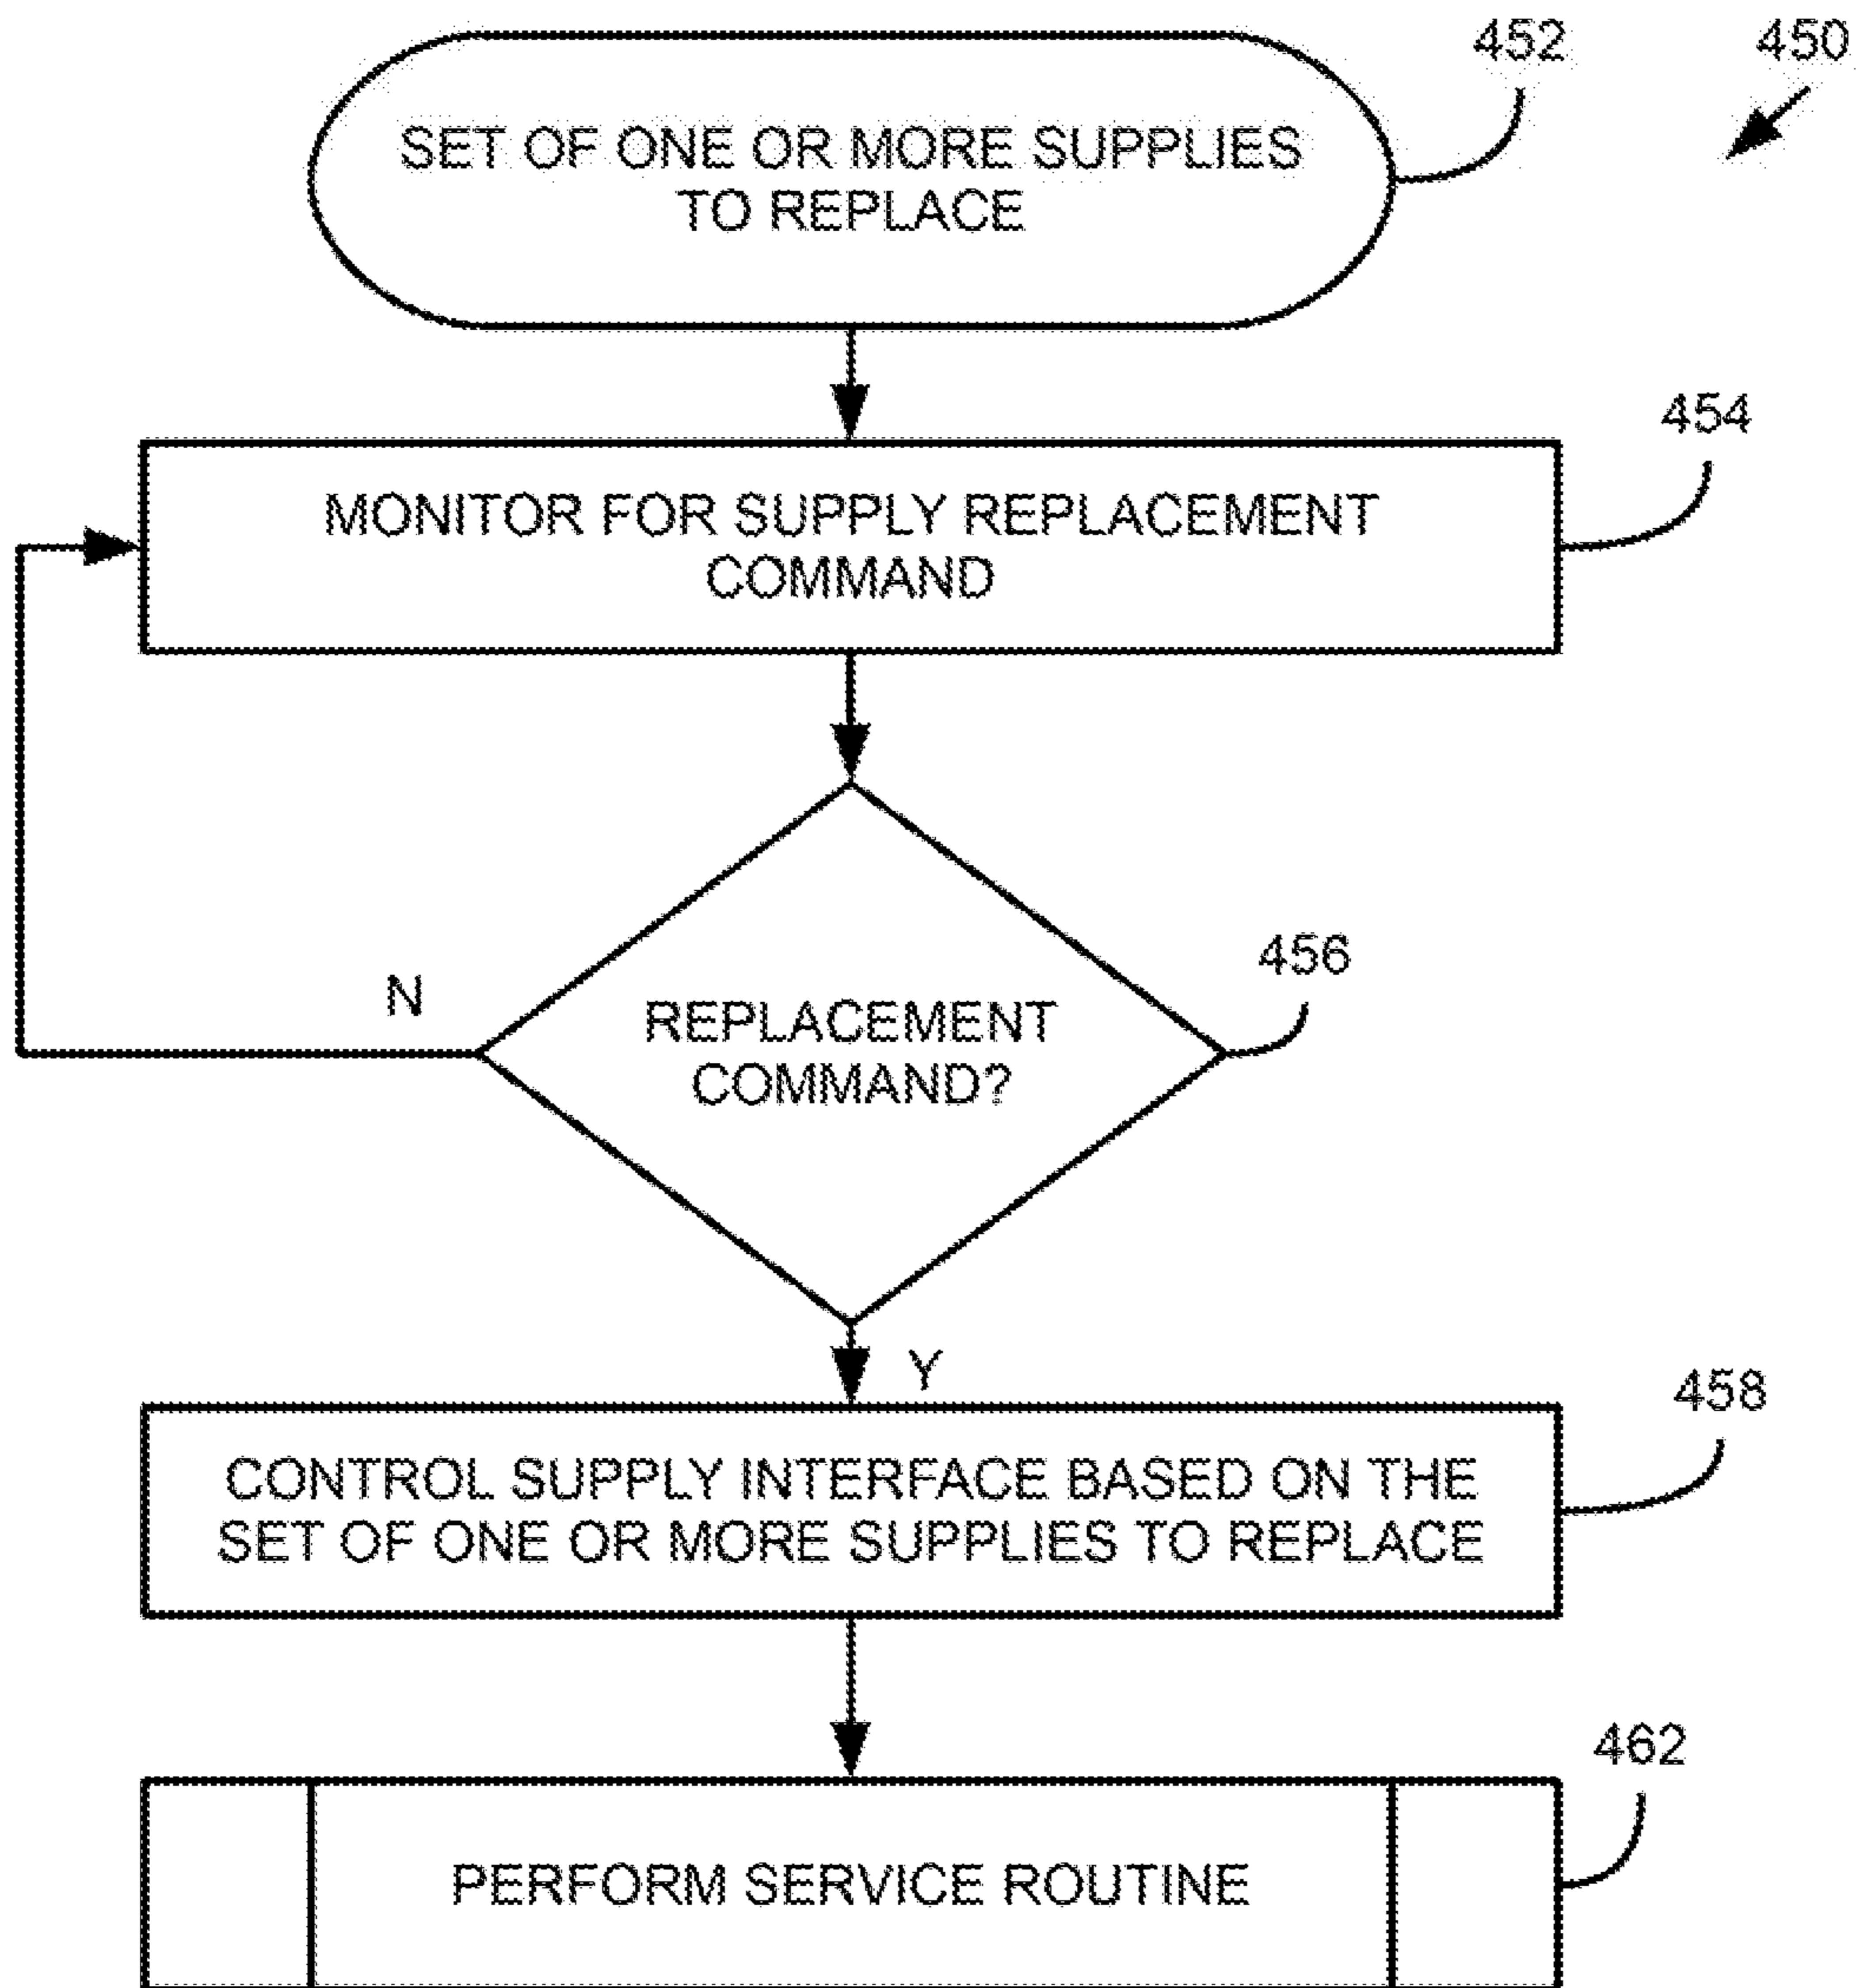 452
450
SET OF ONE OR MORE SUPPLIES
TO REPLACE
454
MONITOR FOR SUPPLY REPLACEMENT
COMMAND
456
N
REPLACEMENT
COMMAND?
Y
458
CONTROL SUPPLY INTERFACE BASED ON THE
SET OF ONE OR MORE SUPPLIES TO REPLACE
462
PERFORM SERVICE ROUTINE